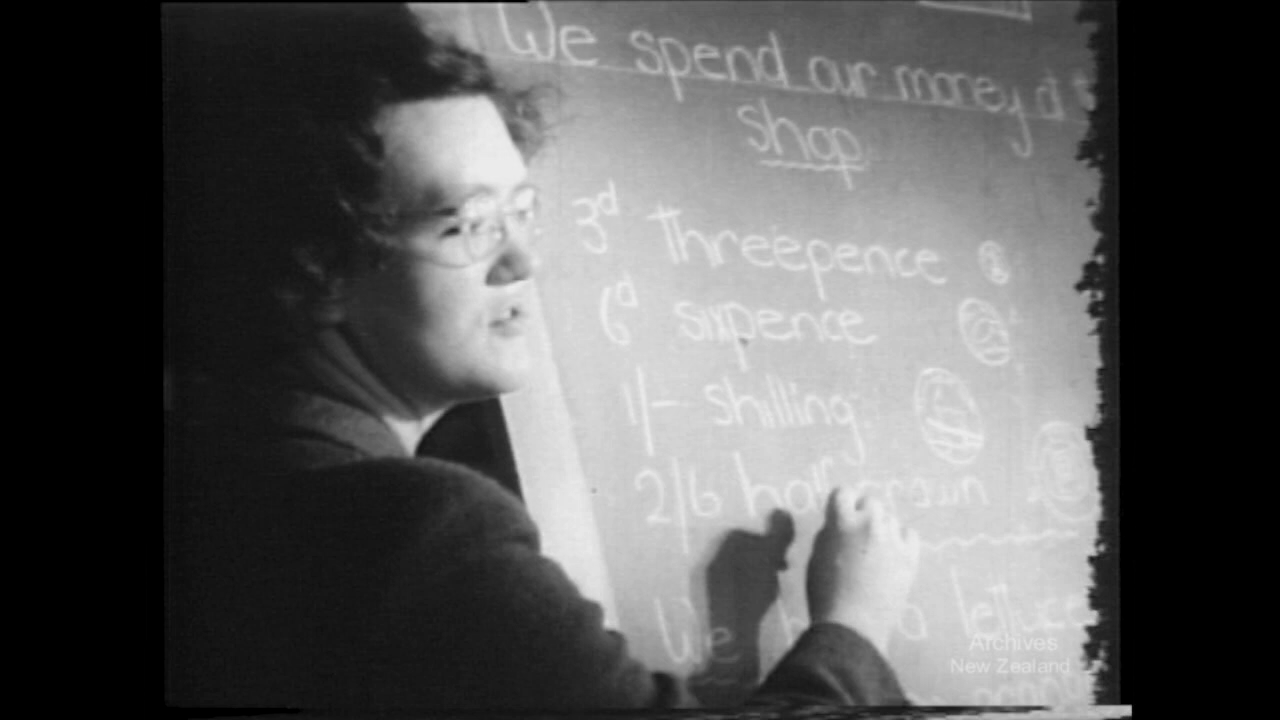 We spend our money at
shop
3d threepence
6d sixpence
1/- shilling
2/6 half crown
We a lettuce
Archives
New Zealand